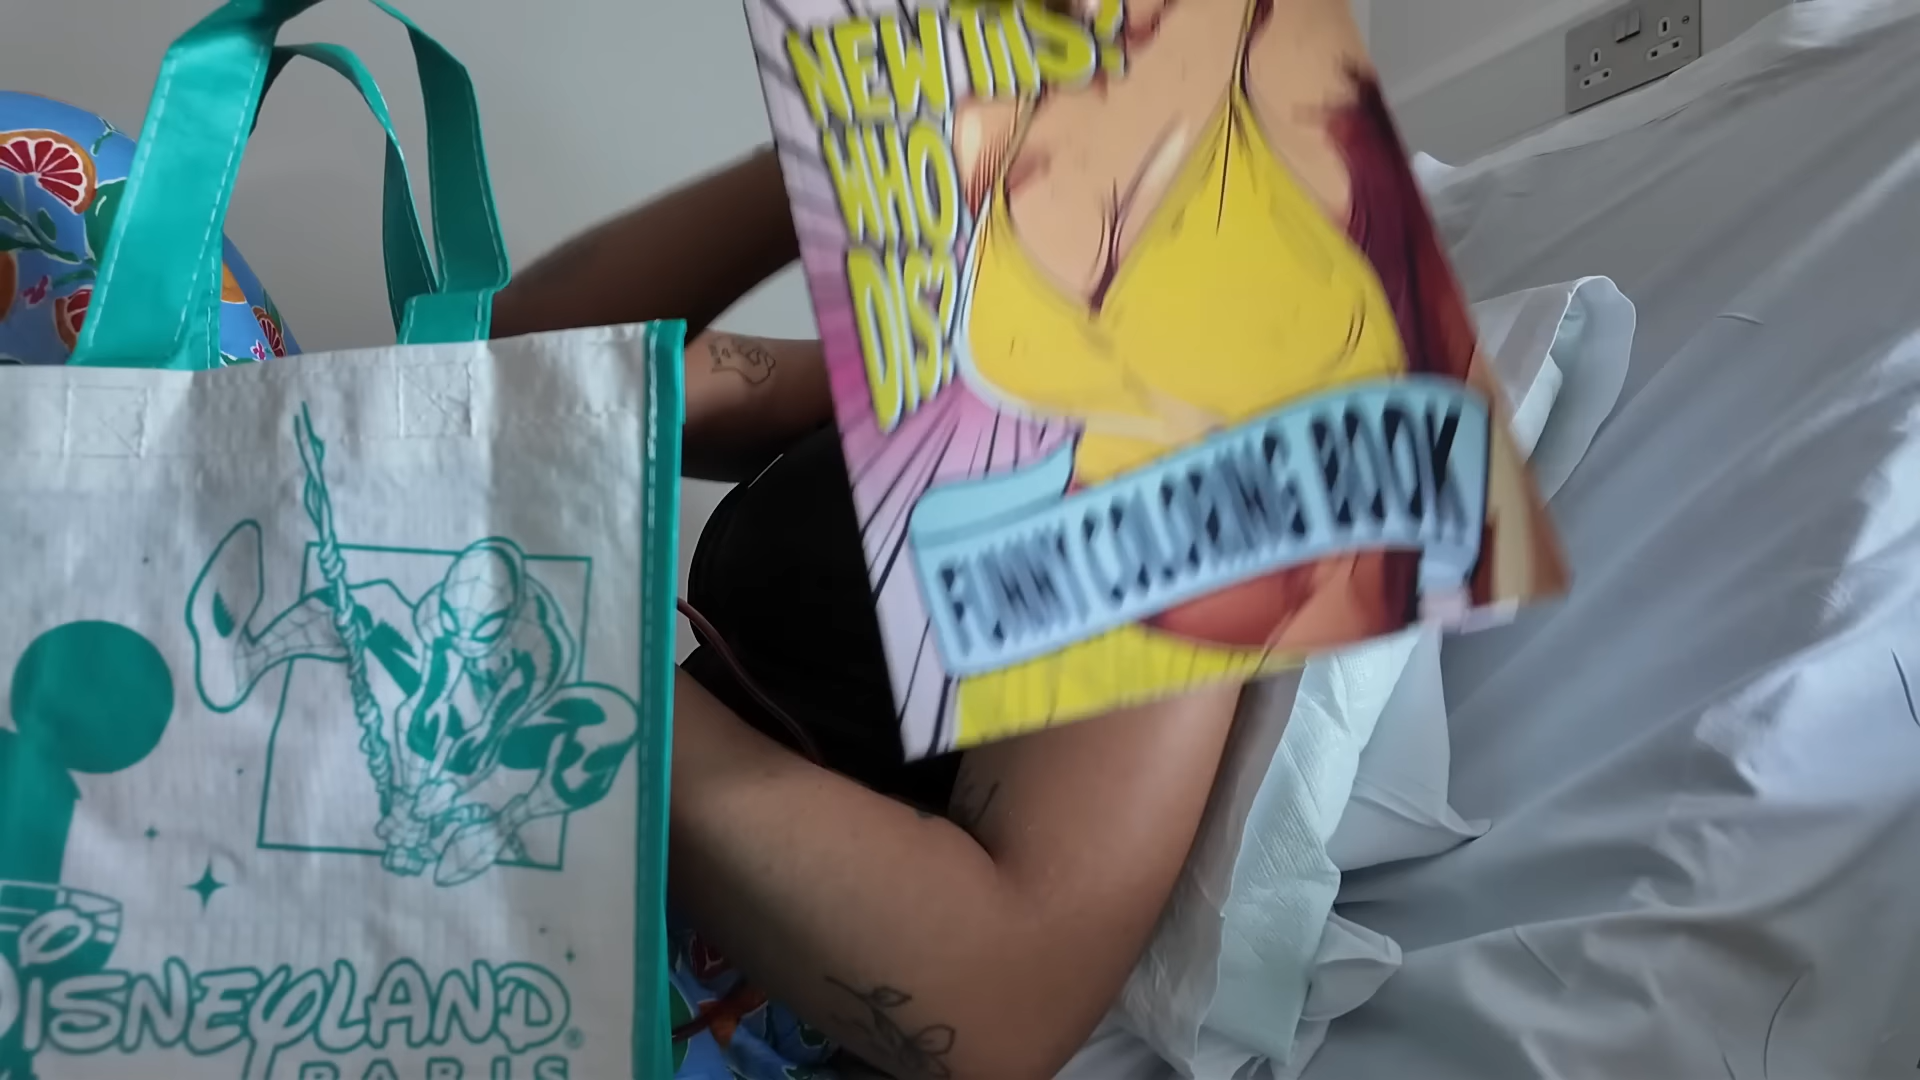 NEW TITS!
WHO
DIS?
FUNNY COLORING BOOK
DISNEYLAND®
PARIS